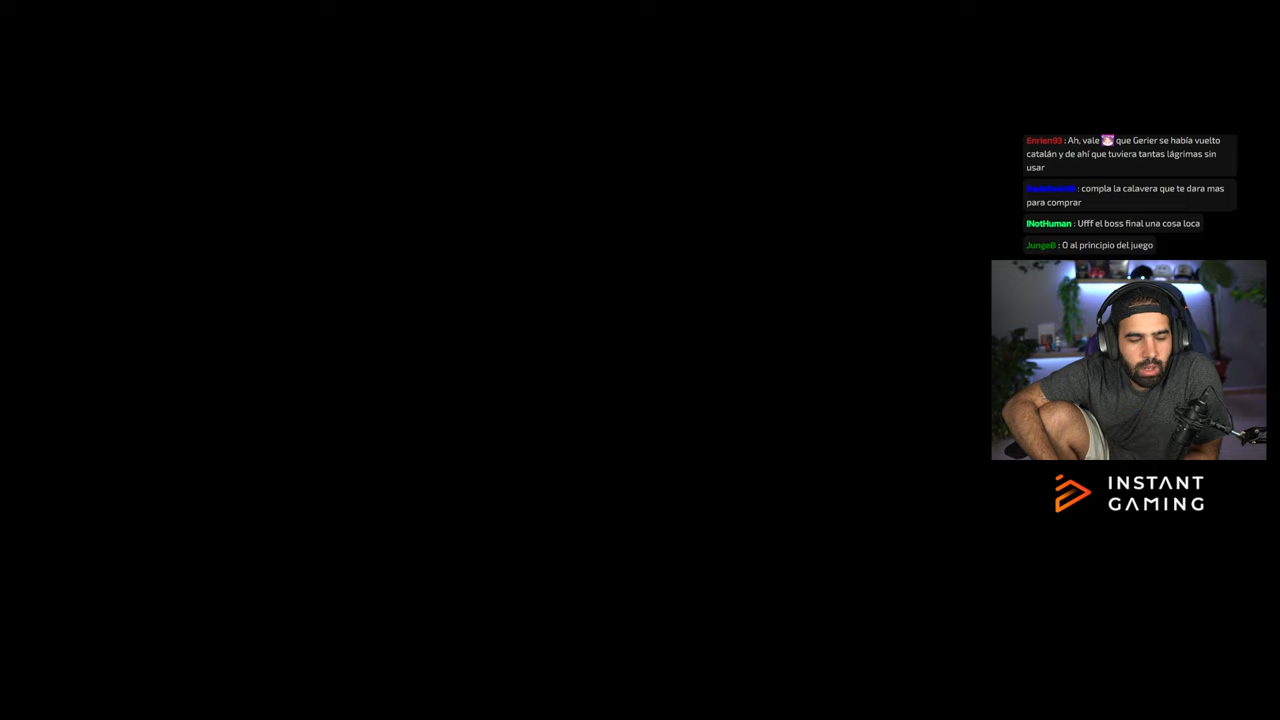 Enrien93 : Ah, vale que Gerier se había vuelto
catalán y de ahí que tuviera tantas lágrimas sin
usar
: compla la calavera que te dara mas
para comprar
INotHuman : Ufff el boss final una cosa loca
JungeB : O al principio del juego
INSTANT
GAMING